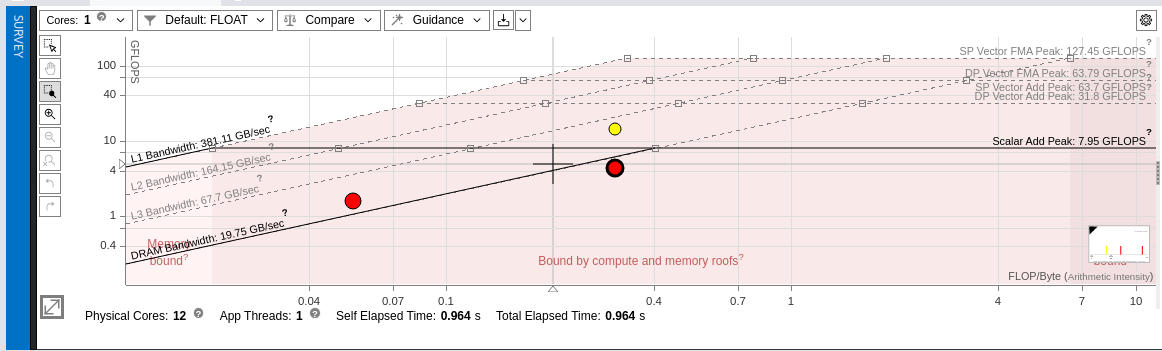 SURVEY
Cores: 1 ? Default: FLOAT Compare Guidance
GFLOPS
100
40
10
4
1
0.4
SP Vector FMA Peak: 127.45 GFLOPS ?
DP Vector FMA Peak: 63.79 GFLOPS ?
SP Vector Add Peak: 63.7 GFLOPS ?
DP Vector Add Peak: 31.8 GFLOPS ?
Scalar Add Peak: 7.95 GFLOPS ?
L1 Bandwidth: 381.11 GB/sec ?
L2 Bandwidth: 164.15 GB/sec ?
L3 Bandwidth: 67.7 GB/sec ?
DRAM Bandwidth: 19.75 GB/sec ?
Memory
bound?
Bound by compute and memory roofs?
bound?
FLOP/Byte (Arithmetic Intensity)
0.04 0.07 0.1 0.4 0.7 1 4 7 10
Physical Cores: 12 ? App Threads: 1 ? Self Elapsed Time: 0.964 s Total Elapsed Time: 0.964 s